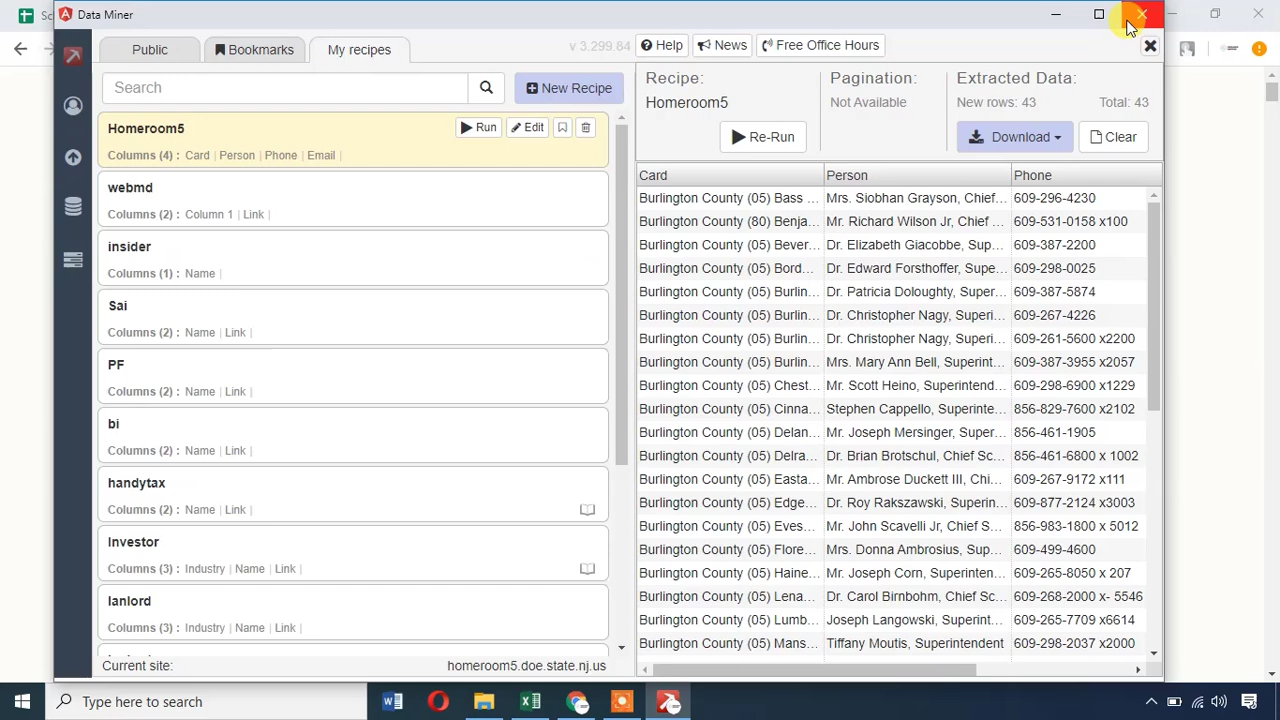 Data Miner
Public
Bookmarks
My recipes
v 3.299.84
Help
News
Free Office Hours
Search
New Recipe
Homeroom5
Run
Edit
Columns (4) : Card | Person | Phone | Email |
webmd
Columns (2) : Column 1 | Link |
insider
Columns (1) : Name |
Sai
Columns (2) : Name | Link |
PF
Columns (2) : Name | Link |
bi
Columns (2) : Name | Link |
handytax
Columns (2) : Name | Link |
Investor
Columns (3) : Industry | Name | Link |
lanlord
Columns (3) : Industry | Name | Link |
Current site:
homeroom5.doe.state.nj.us
Recipe:
Homeroom5
Re-Run
Pagination:
Not Available
Extracted Data:
New rows: 43
Total: 43
Download
Clear
Card Person Phone
Burlington County (05) Bass ... Mrs. Siobhan Grayson, Chief... 609-296-4230
Burlington County (80) Benja... Mr. Richard Wilson Jr, Chief ... 609-531-0158 x100
Burlington County (05) Bever... Dr. Elizabeth Giacobbe, Sup... 609-387-2200
Burlington County (05) Bord... Dr. Edward Forsthoffer, Supe... 609-298-0025
Burlington County (05) Burlin... Dr. Patricia Doloughty, Super... 609-387-5874
Burlington County (05) Burlin... Dr. Christopher Nagy, Superi... 609-267-4226
Burlington County (05) Burlin... Dr. Christopher Nagy, Superi... 609-261-5600 x2200
Burlington County (05) Burlin... Mrs. Mary Ann Bell, Superint... 609-387-3955 x2057
Burlington County (05) Chest... Mr. Scott Heino, Superintend... 609-298-6900 x1229
Burlington County (05) Cinna... Stephen Cappello, Superinte... 856-829-7600 x2102
Burlington County (05) Delan... Mr. Joseph Mersinger, Super... 856-461-1905
Burlington County (05) Delra... Dr. Brian Brotschul, Chief Sc... 856-461-6800 x 1002
Burlington County (05) Easta... Mr. Ambrose Duckett III, Chi... 609-267-9172 x111
Burlington County (05) Edge... Dr. Roy Rakszawski, Superin... 609-877-2124 x3003
Burlington County (05) Eves... Mr. John Scavelli Jr, Chief S... 856-983-1800 x 5012
Burlington County (05) Flore... Mrs. Donna Ambrosius, Sup... 609-499-4600
Burlington County (05) Haine... Mr. Joseph Corn, Superinten... 609-265-8050 x 207
Burlington County (05) Lena... Dr. Carol Birnbohm, Chief Sc... 609-268-2000 x- 5546
Burlington County (05) Lumb... Joseph Langowski, Superint... 609-265-7709 x6614
Burlington County (05) Mans... Tiffany Moutis, Superintendent 609-298-2037 x2000
Type here to search